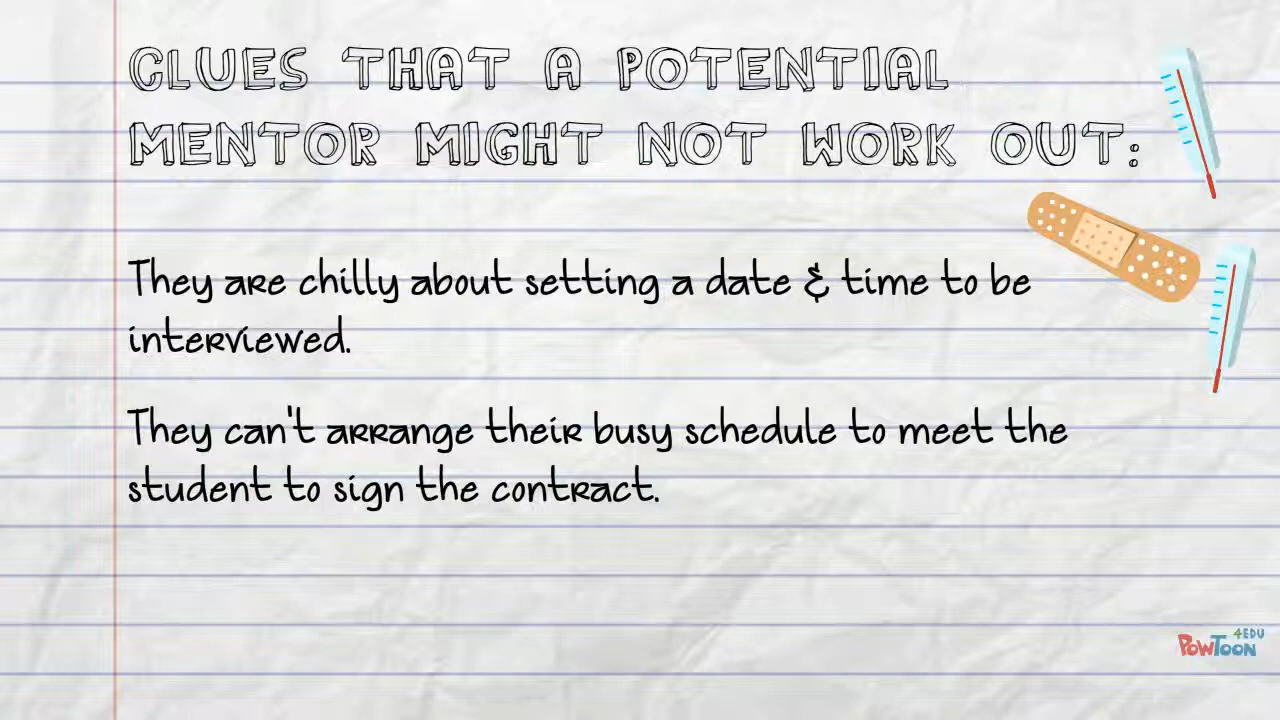 CLUES THAT A POTENTIAL
MENTOR MIGHT NOT WORK OUT:
They are chilly about setting a date & time to be
interviewed.
They can't arrange their busy schedule to meet the
student to sign the contract.
4EDU
POWTOON